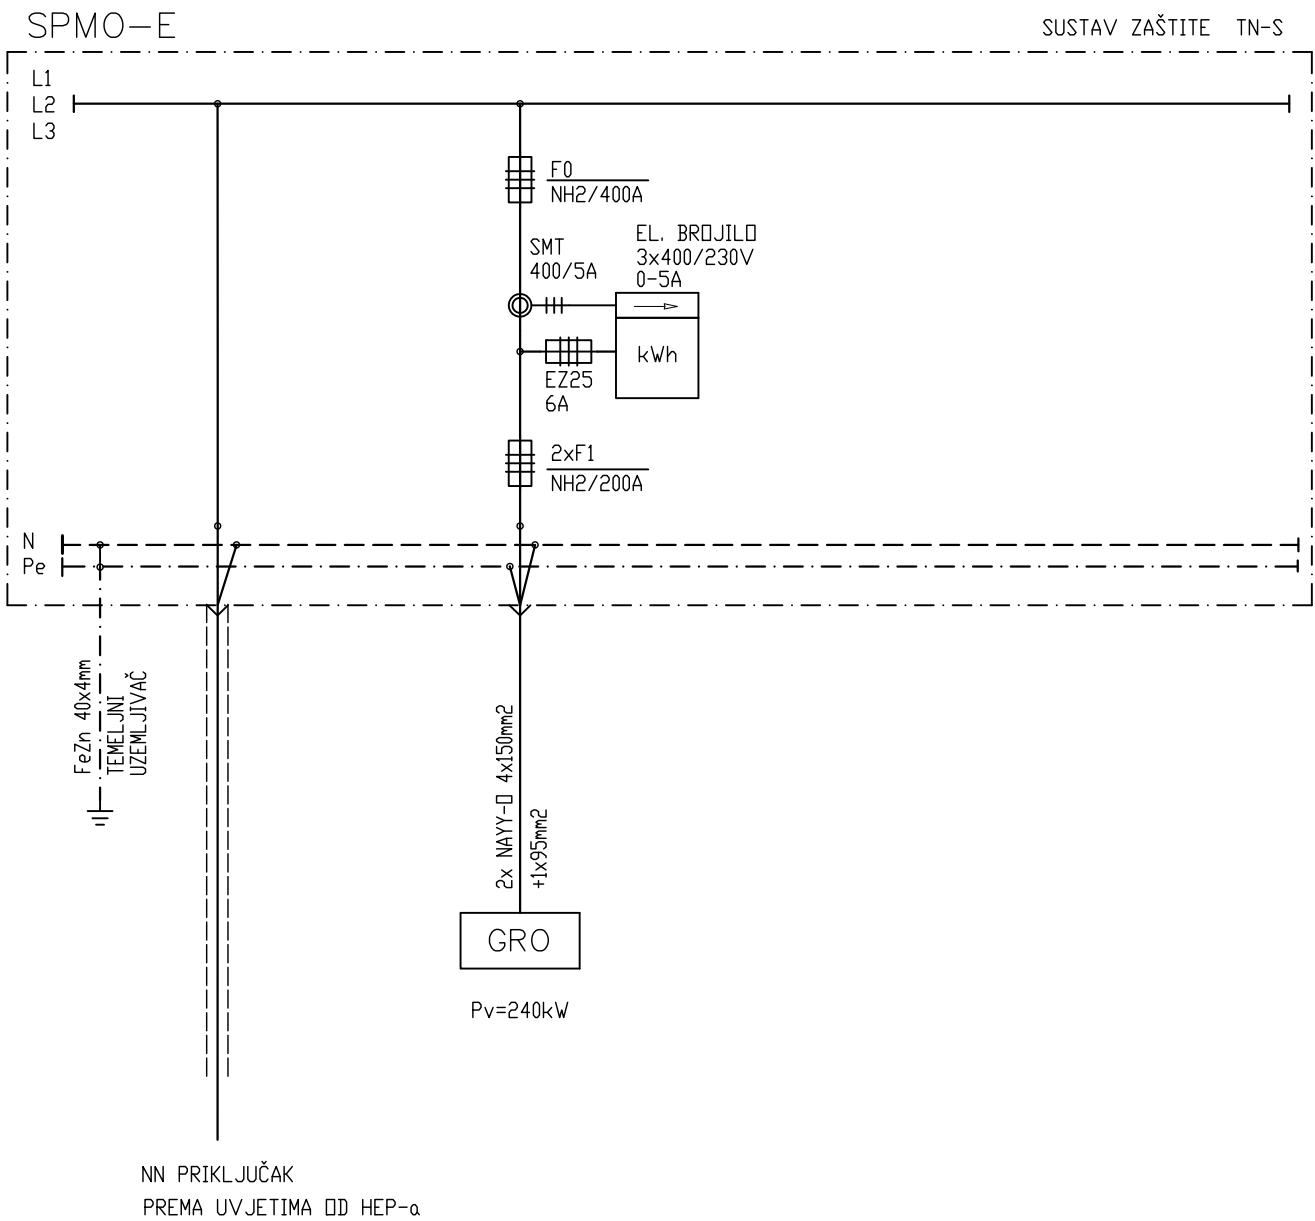 SPMO-E
SUSTAV ZAŠTITE TN-S
L1
L2
L3
F0
NH2/400A
SMT
400/5A
EL. BROJILO
3x400/230V
0-5A
kWh
EZ25
6A
2xF1
NH2/200A
N
Pe
FeZn 40x4mm
TEMELJNI
UZEMLJIVAČ
2x NAYY-O 4x150mm2
+1x95mm2
GRO
Pv=240kW
NN PRIKLJUČAK
PREMA UVJETIMA OD HEP-a